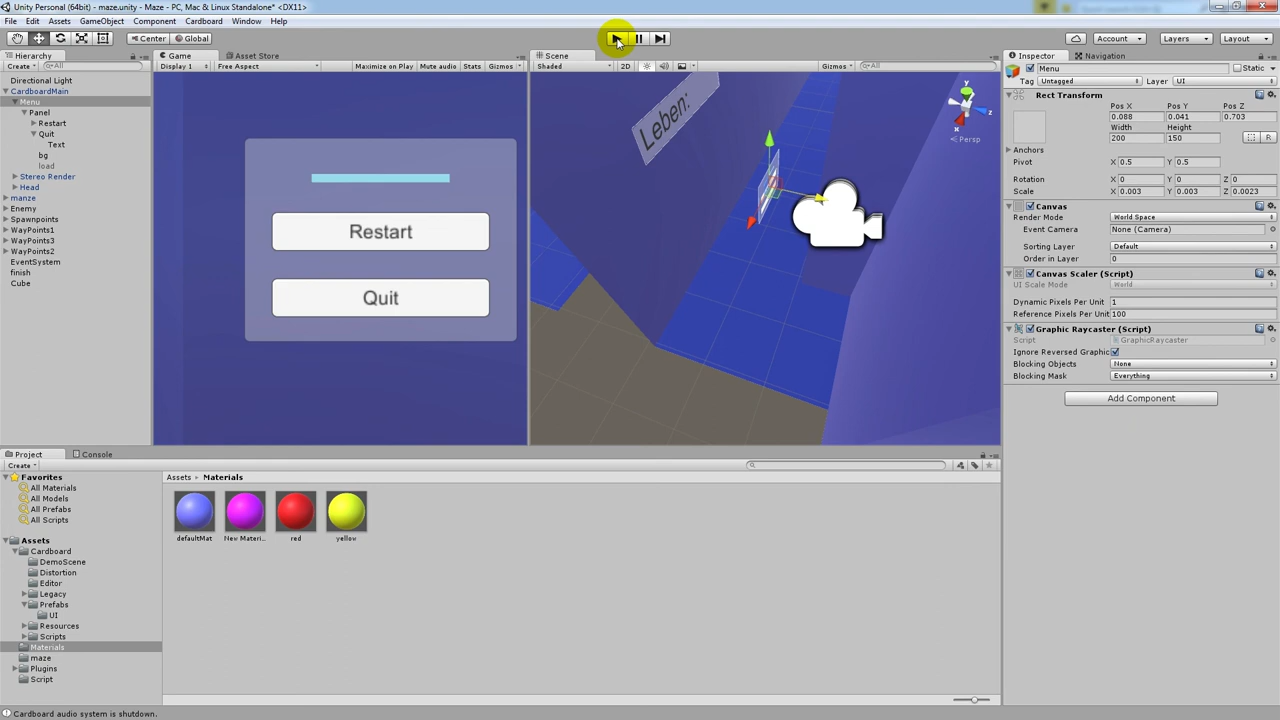 Unity Personal (64bit) - maze.unity - Maze - PC, Mac & Linux Standalone* <DX11>
File Edit Assets GameObject Component Cardboard Window Help
Center Global Account Layers Layout
Hierarchy Game Asset Store Scene Inspector Navigation
Create All Display 1 Free Aspect Maximize on Play Mute audio Stats Gizmos Shaded 2D Gizmos All Menu Static
Tag Untagged Layer UI
Directional Light
CardboardMain
Menu
Panel
Restart
Quit
Text
bg
load
Stereo Render
Head
manze
Enemy
Spawnpoints
WayPoints1
WayPoints3
WayPoints2
EventSystem
finish
Cube
Restart
Quit
Leben:
y
z
x
Persp
Rect Transform
Pos X Pos Y Pos Z
0.088 0.041 0.703
Width Height
200 150
R
Anchors
Pivot X 0.5 Y 0.5
Rotation X 0 Y 0 Z 0
Scale X 0.003 Y 0.003 Z 0.0023
Canvas
Render Mode World Space
Event Camera None (Camera)
Sorting Layer Default
Order in Layer 0
Canvas Scaler (Script)
UI Scale Mode World
Dynamic Pixels Per Unit 1
Reference Pixels Per Unit 100
Graphic Raycaster (Script)
Script GraphicRaycaster
Ignore Reversed Graphic
Blocking Objects None
Blocking Mask Everything
Add Component
Project Console
Create
Favorites
All Materials
All Models
All Prefabs
All Scripts
Assets
Cardboard
DemoScene
Distortion
Editor
Legacy
Prefabs
UI
Resources
Scripts
Materials
maze
Plugins
Script
Assets Materials
defaultMat New Materi... red yellow
Cardboard audio system is shutdown.